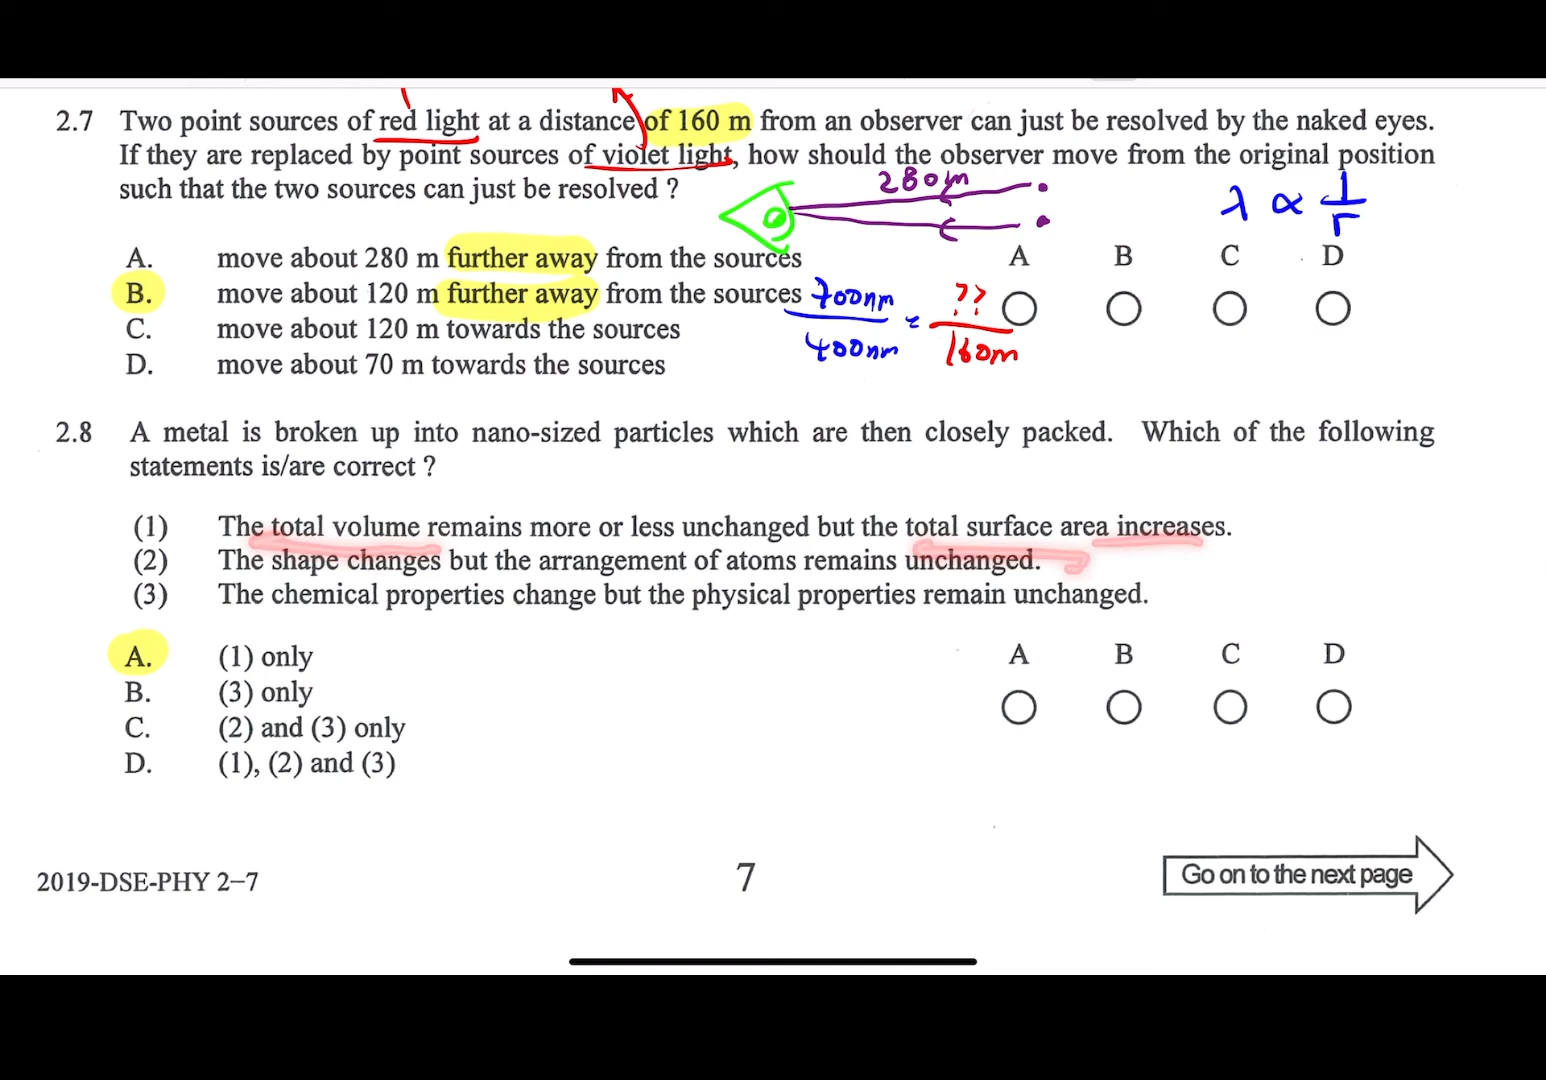 2.7 Two point sources of red light at a distance of 160 m from an observer can just be resolved by the naked eyes.
If they are replaced by point sources of violet light, how should the observer move from the original position
such that the two sources can just be resolved ?
280m
λ ∝ 1/r
A. move about 280 m further away from the sources
B. move about 120 m further away from the sources
C. move about 120 m towards the sources
D. move about 70 m towards the sources
A B C D
700nm/400nm = ??/160m
2.8 A metal is broken up into nano-sized particles which are then closely packed. Which of the following
statements is/are correct ?
(1) The total volume remains more or less unchanged but the total surface area increases.
(2) The shape changes but the arrangement of atoms remains unchanged.
(3) The chemical properties change but the physical properties remain unchanged.
A. (1) only
B. (3) only
C. (2) and (3) only
D. (1), (2) and (3)
A B C D
2019-DSE-PHY 2–7
7
Go on to the next page